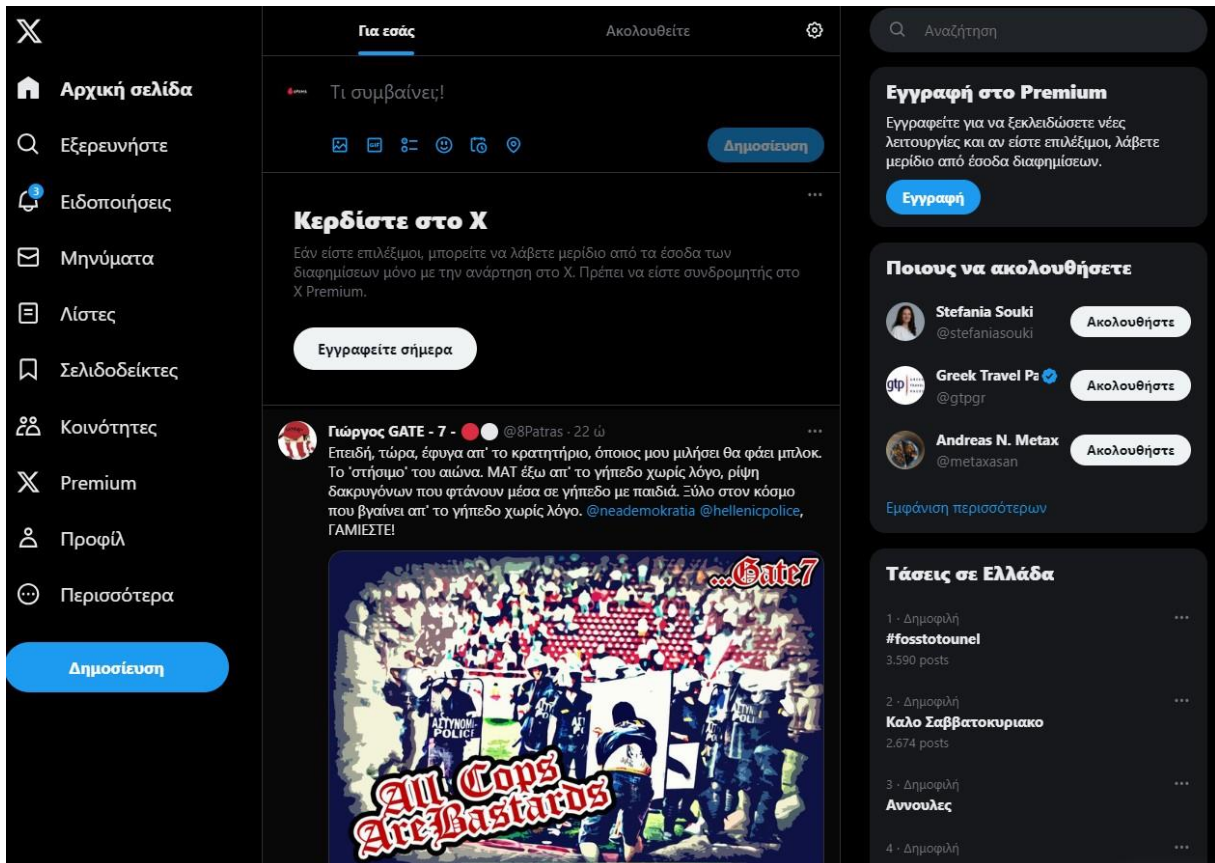 X
Αρχική σελίδα
Εξερευνήστε
3
Ειδοποιήσεις
Μηνύματα
Λίστες
Σελιδοδείκτες
Κοινότητες
Premium
Προφίλ
Περισσότερα
Δημοσίευση
Για εσάς
Ακολουθείτε
Τι συμβαίνει;!
GIF
Δημοσίευση
Κερδίστε στο X
Εάν είστε επιλέξιμοι, μπορείτε να λάβετε μερίδιο από τα έσοδα των
διαφημίσεων μόνο με την ανάρτηση στο X. Πρέπει να είστε συνδρομητής στο
X Premium.
Εγγραφείτε σήμερα
Γιώργος GATE - 7 - @8Patras · 22 ώ
Επειδή, τώρα, έφυγα απ' το κρατητήριο, όποιος μου μιλήσει θα φάει μπλοκ.
Το 'στήσιμο' του αιώνα. ΜΑΤ έξω απ' το γήπεδο χωρίς λόγο, ρίψη
δακρυγόνων που φτάνουν μέσα σε γήπεδο με παιδιά. Ξύλο στον κόσμο
που βγαίνει απ' το γήπεδο χωρίς λόγο. @neademokratia @hellenicpolice,
ΓΑΜΙΕΣΤΕ!
...Gate7
ΑΣΤΥΝΟΜΙ
POLICE
All Cops
Are Bastards
Αναζήτηση
Εγγραφή στο Premium
Εγγραφείτε για να ξεκλειδώσετε νέες
λειτουργίες και αν είστε επιλέξιμοι, λάβετε
μερίδιο από έσοδα διαφημίσεων.
Εγγραφή
Ποιους να ακολουθήσετε
Stefania Souki
@stefaniasouki
Ακολουθήστε
gtp
Greek Travel Pa
@gtpgr
Ακολουθήστε
Andreas N. Metax
@metaxasan
Ακολουθήστε
Εμφάνιση περισσότερων
Τάσεις σε Ελλάδα
1 · Δημοφιλή
#fosstotounel
3.590 posts
2 · Δημοφιλή
Καλο Σαββατοκυριακο
2.674 posts
3 · Δημοφιλή
Αννουλες
4 · Δημοφιλή